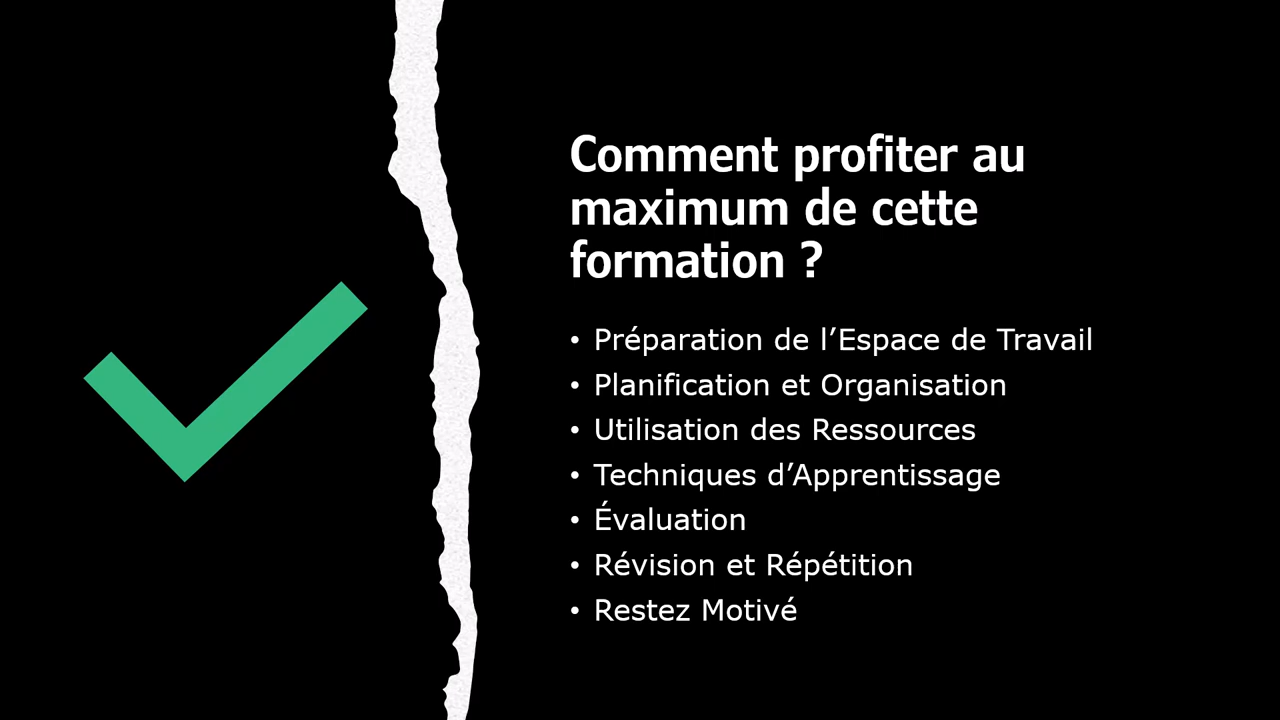 Comment profiter au
maximum de cette
formation ?
• Préparation de l’Espace de Travail
• Planification et Organisation
• Utilisation des Ressources
• Techniques d’Apprentissage
• Évaluation
• Révision et Répétition
• Restez Motivé